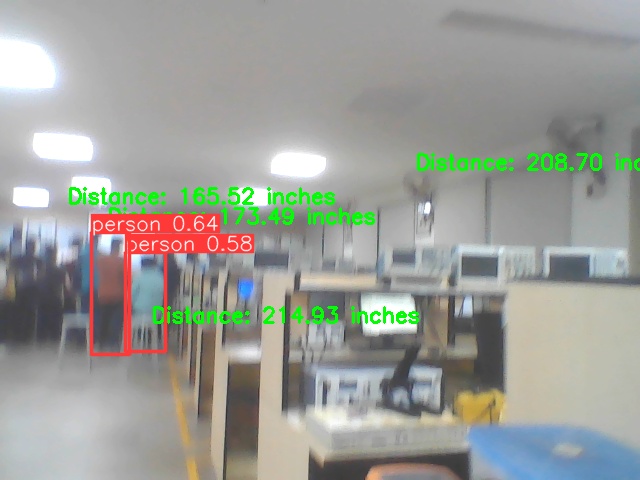 Distance: 208.70 inc
Distance: 165.52 inches
173.49 inches
person 0.64
person 0.58
Distance: 214.93 inches